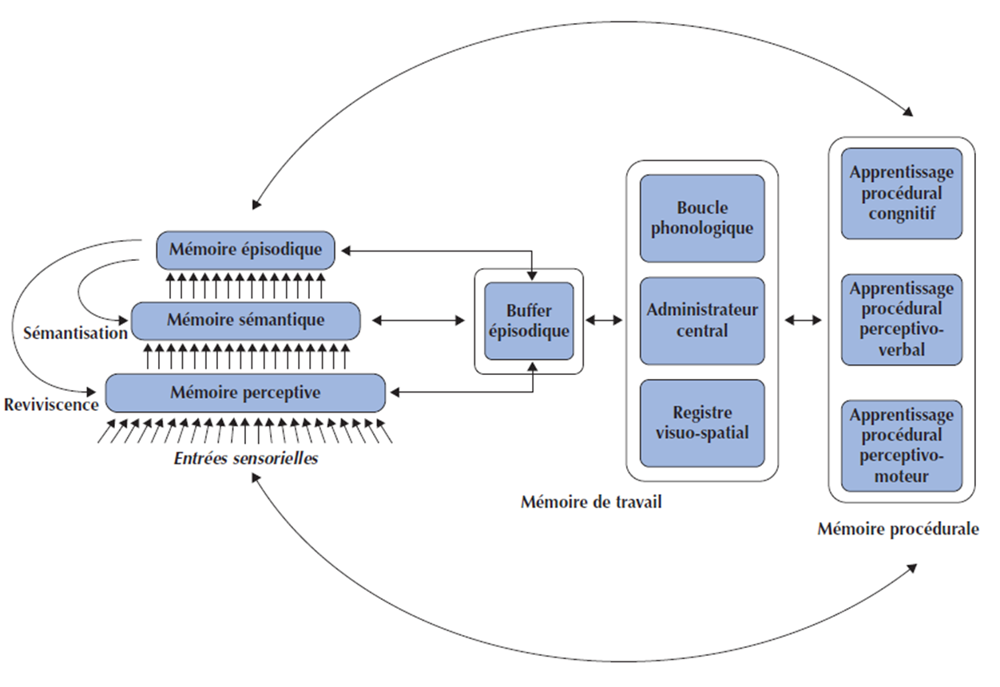 Mémoire épisodique
Mémoire sémantique
Sémantisation
Mémoire perceptive
Reviviscence
Entrées sensorielles
Buffer
épisodique
Boucle
phonologique
Administrateur
central
Registre
visuo-spatial
Mémoire de travail
Apprentissage
procédural
congnitif
Apprentissage
procédural
perceptivo-
verbal
Apprentissage
procédural
perceptivo-
moteur
Mémoire procédurale